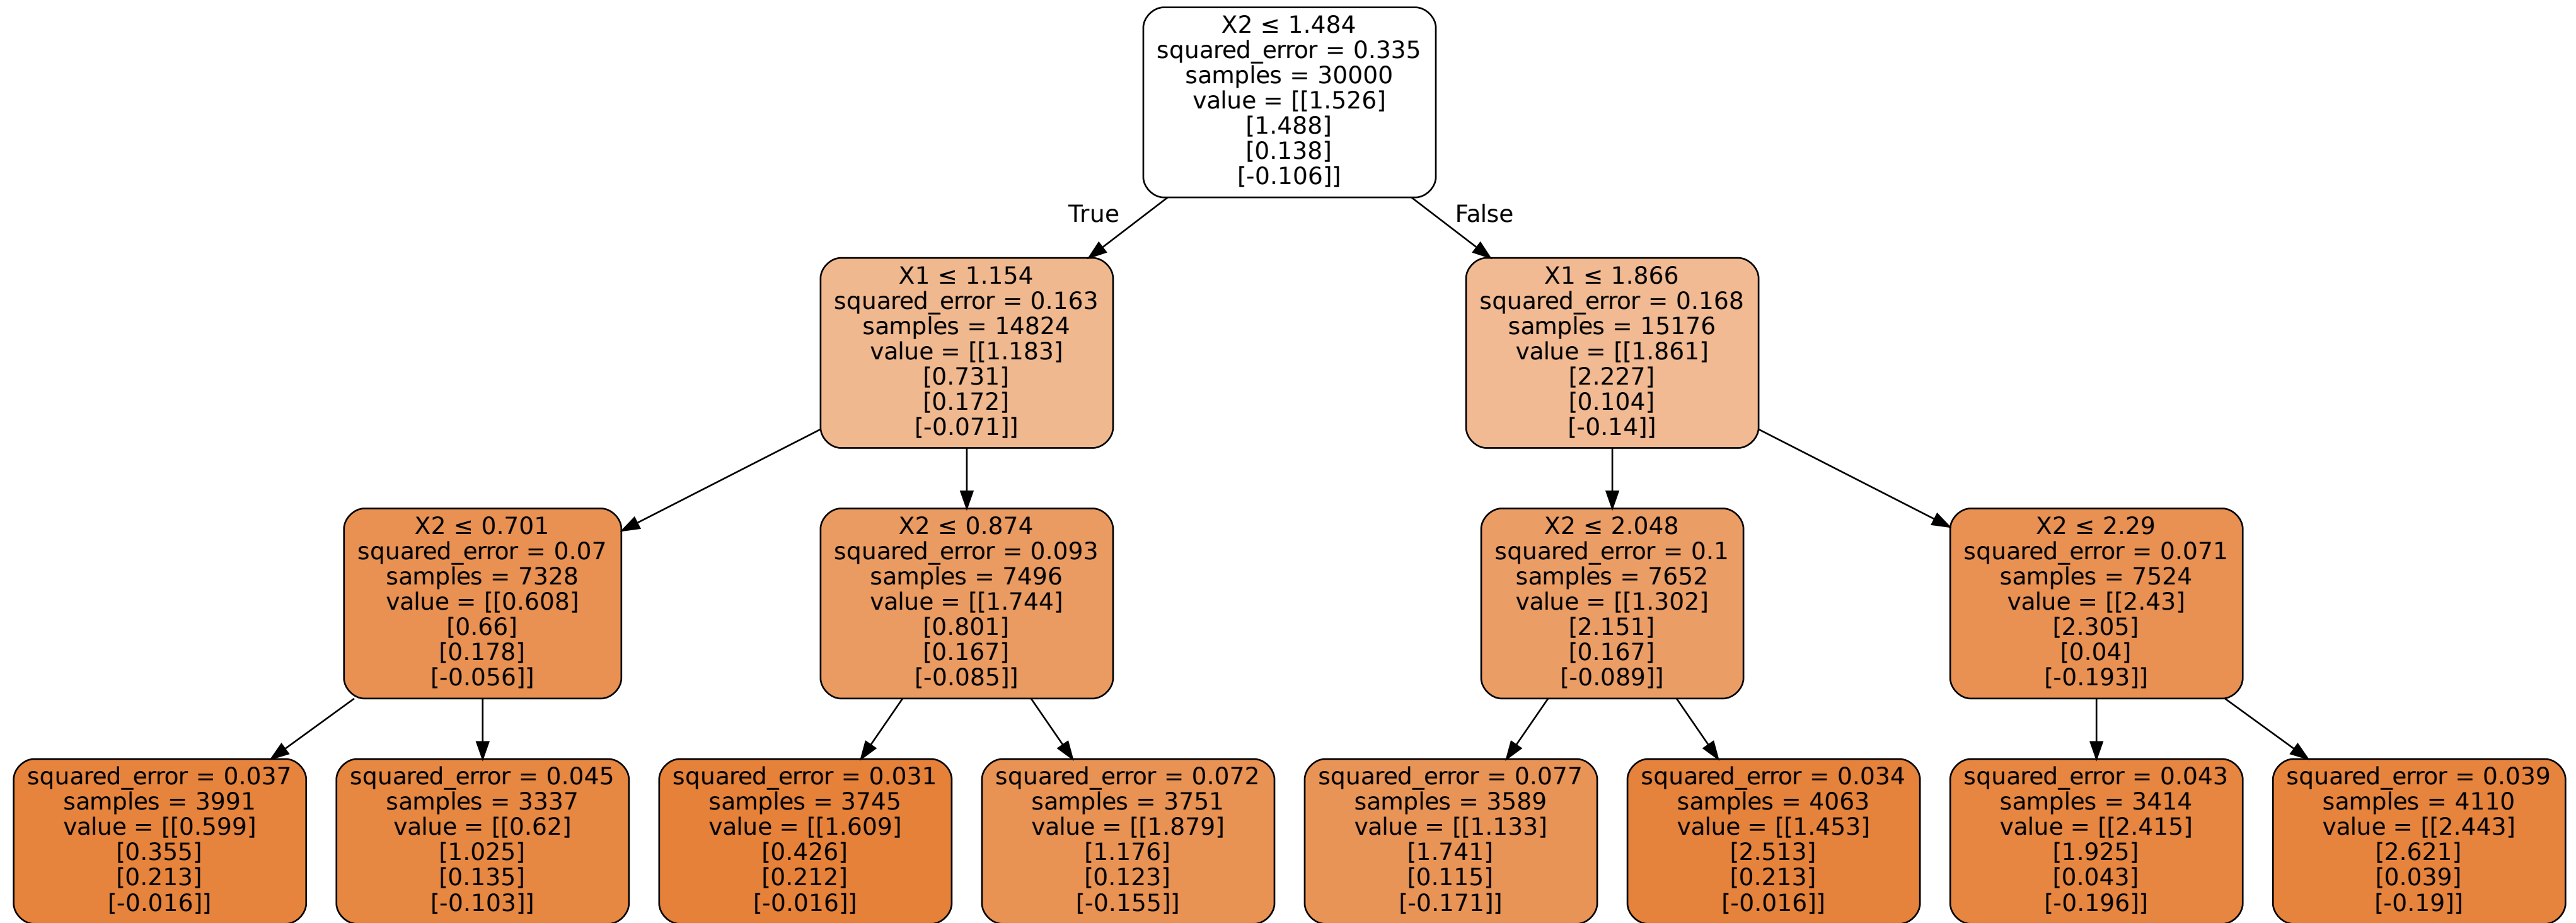 X2 ≤ 1.484
squared_error = 0.335
samples = 30000
value = [[1.526]
[1.488]
[0.138]
[-0.106]]
True
False
X1 ≤ 1.154
squared_error = 0.163
samples = 14824
value = [[1.183]
[0.731]
[0.172]
[-0.071]]
X1 ≤ 1.866
squared_error = 0.168
samples = 15176
value = [[1.861]
[2.227]
[0.104]
[-0.14]]
X2 ≤ 0.701
squared_error = 0.07
samples = 7328
value = [[0.608]
[0.66]
[0.178]
[-0.056]]
X2 ≤ 0.874
squared_error = 0.093
samples = 7496
value = [[1.744]
[0.801]
[0.167]
[-0.085]]
X2 ≤ 2.048
squared_error = 0.1
samples = 7652
value = [[1.302]
[2.151]
[0.167]
[-0.089]]
X2 ≤ 2.29
squared_error = 0.071
samples = 7524
value = [[2.43]
[2.305]
[0.04]
[-0.193]]
squared_error = 0.037
samples = 3991
value = [[0.599]
[0.355]
[0.213]
[-0.016]]
squared_error = 0.045
samples = 3337
value = [[0.62]
[1.025]
[0.135]
[-0.103]]
squared_error = 0.031
samples = 3745
value = [[1.609]
[0.426]
[0.212]
[-0.016]]
squared_error = 0.072
samples = 3751
value = [[1.879]
[1.176]
[0.123]
[-0.155]]
squared_error = 0.077
samples = 3589
value = [[1.133]
[1.741]
[0.115]
[-0.171]]
squared_error = 0.034
samples = 4063
value = [[1.453]
[2.513]
[0.213]
[-0.016]]
squared_error = 0.043
samples = 3414
value = [[2.415]
[1.925]
[0.043]
[-0.196]]
squared_error = 0.039
samples = 4110
value = [[2.443]
[2.621]
[0.039]
[-0.19]]